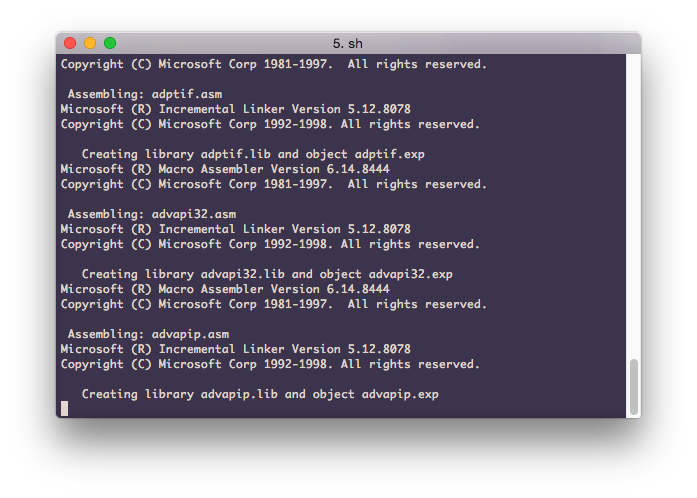 5. sh
Copyright (C) Microsoft Corp 1981-1997.  All rights reserved.
Assembling: adptif.asm
Microsoft (R) Incremental Linker Version 5.12.8078
Copyright (C) Microsoft Corp 1992-1998. All rights reserved.
Creating library adptif.lib and object adptif.exp
Microsoft (R) Macro Assembler Version 6.14.8444
Copyright (C) Microsoft Corp 1981-1997.  All rights reserved.
Assembling: advapi32.asm
Microsoft (R) Incremental Linker Version 5.12.8078
Copyright (C) Microsoft Corp 1992-1998. All rights reserved.
Creating library advapi32.lib and object advapi32.exp
Microsoft (R) Macro Assembler Version 6.14.8444
Copyright (C) Microsoft Corp 1981-1997.  All rights reserved.
Assembling: advapip.asm
Microsoft (R) Incremental Linker Version 5.12.8078
Copyright (C) Microsoft Corp 1992-1998. All rights reserved.
Creating library advapip.lib and object advapip.exp